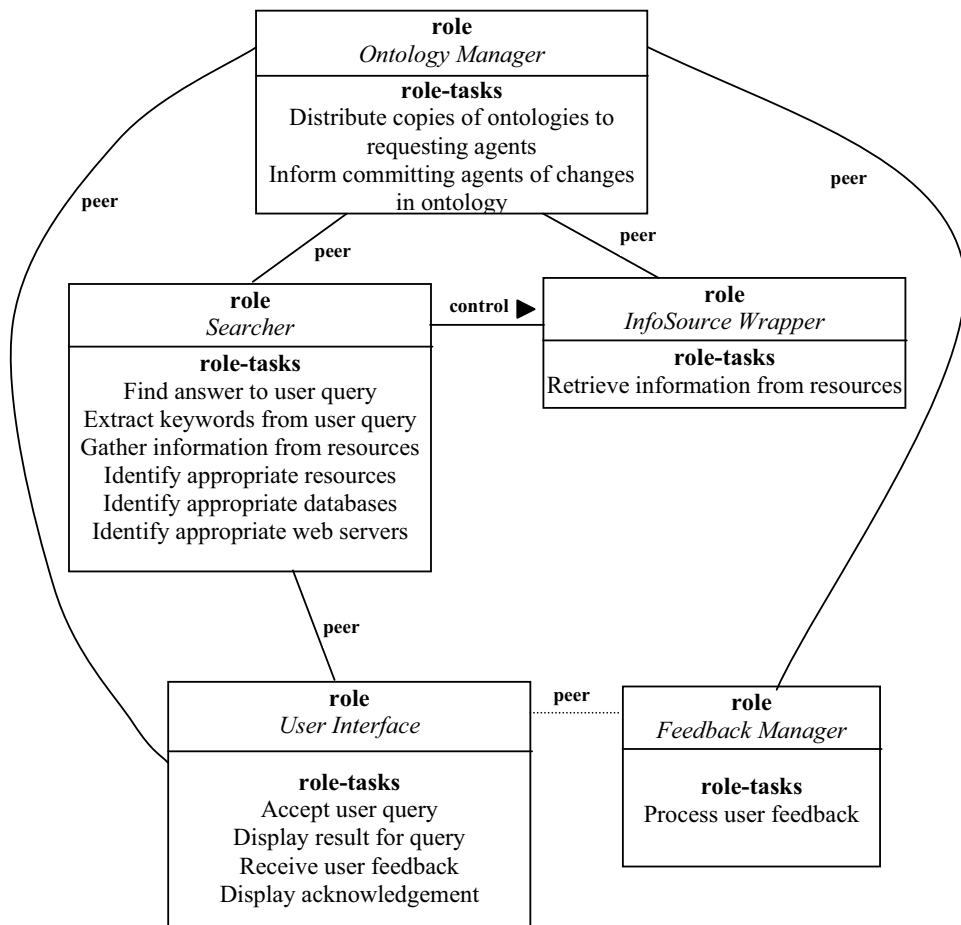 role
Ontology Manager
role-tasks
Distribute copies of ontologies to
requesting agents
Inform committing agents of changes
in ontology
peer
peer
peer
peer
role
Searcher
role-tasks
Find answer to user query
Extract keywords from user query
Gather information from resources
Identify appropriate resources
Identify appropriate databases
Identify appropriate web servers
control
role
InfoSource Wrapper
role-tasks
Retrieve information from resources
peer
role
User Interface
role-tasks
Accept user query
Display result for query
Receive user feedback
Display acknowledgement
peer
role
Feedback Manager
role-tasks
Process user feedback